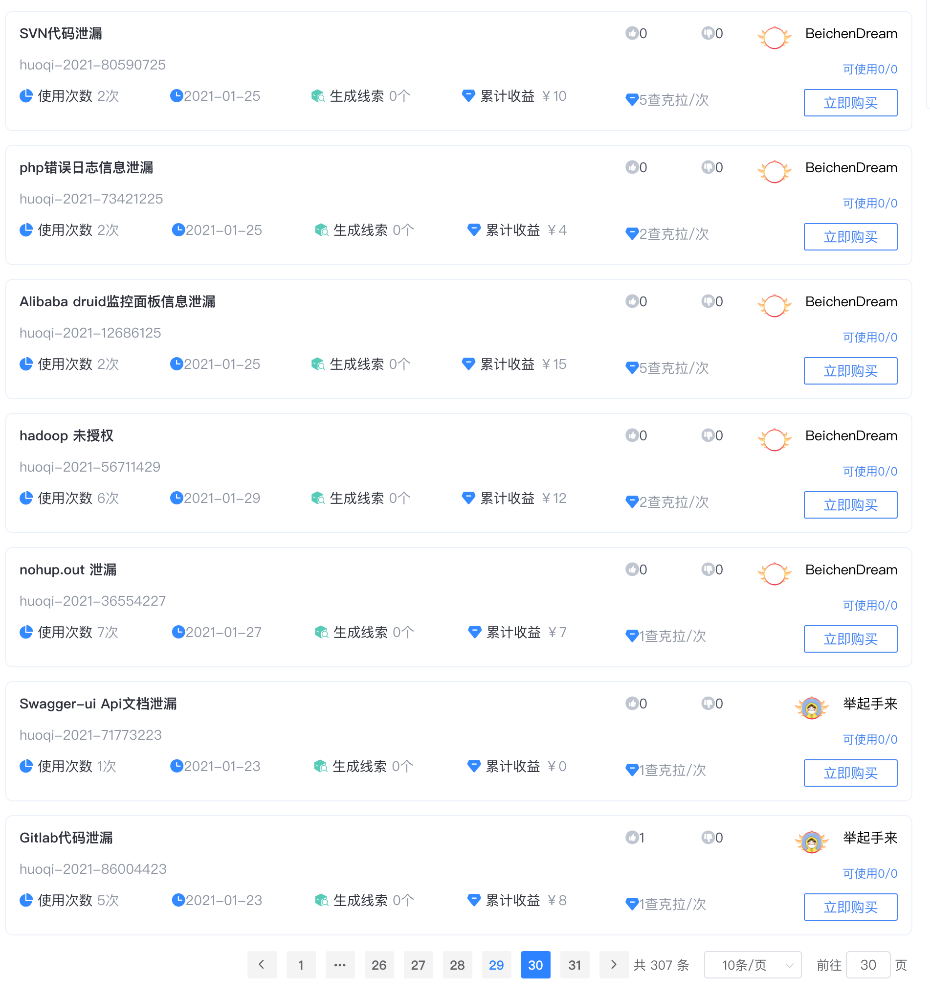 SVN代码泄漏 0 0 BeichenDream
huoqi-2021-80590725 可使用0/0
使用次数 2次 2021-01-25 生成线索 0个 累计收益 ¥10 5查克拉/次 立即购买
php错误日志信息泄漏 0 0 BeichenDream
huoqi-2021-73421225 可使用0/0
使用次数 2次 2021-01-25 生成线索 0个 累计收益 ¥4 2查克拉/次 立即购买
Alibaba druid监控面板信息泄漏 0 0 BeichenDream
huoqi-2021-12686125 可使用0/0
使用次数 2次 2021-01-25 生成线索 0个 累计收益 ¥15 5查克拉/次 立即购买
hadoop 未授权 0 0 BeichenDream
huoqi-2021-56711429 可使用0/0
使用次数 6次 2021-01-29 生成线索 0个 累计收益 ¥12 2查克拉/次 立即购买
nohup.out 泄漏 0 0 BeichenDream
huoqi-2021-36554227 可使用0/0
使用次数 7次 2021-01-27 生成线索 0个 累计收益 ¥7 1查克拉/次 立即购买
Swagger-ui Api文档泄漏 0 0 举起手来
huoqi-2021-71773223 可使用0/0
使用次数 1次 2021-01-23 生成线索 0个 累计收益 ¥0 1查克拉/次 立即购买
Gitlab代码泄漏 1 0 举起手来
huoqi-2021-86004423 可使用0/0
使用次数 5次 2021-01-23 生成线索 0个 累计收益 ¥8 1查克拉/次 立即购买
< 1 ••• 26 27 28 29 30 31 > 共 307 条 10条/页 前往 30 页